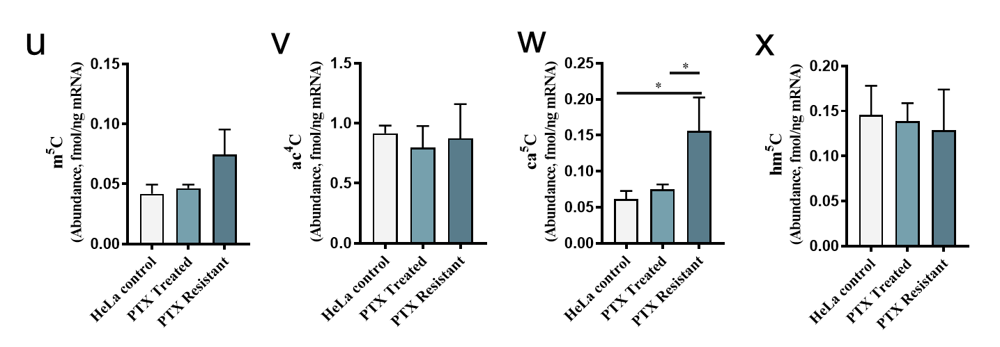 u
m⁵C
(Abundance, fmol/ng mRNA)
0.15
0.10
0.05
0.00
HeLa control
PTX Treated
PTX Resistant
v
ac⁴C
(Abundance, fmol/ng mRNA)
1.5
1.0
0.5
0.0
HeLa control
PTX Treated
PTX Resistant
w
ca⁵C
(Abundance, fmol/ng mRNA)
0.25
0.20
0.15
0.10
0.05
0.00
*
*
HeLa control
PTX Treated
PTX Resistant
x
hm⁵C
(Abundance, fmol/ng mRNA)
0.20
0.15
0.10
0.05
0.00
HeLa control
PTX Treated
PTX Resistant